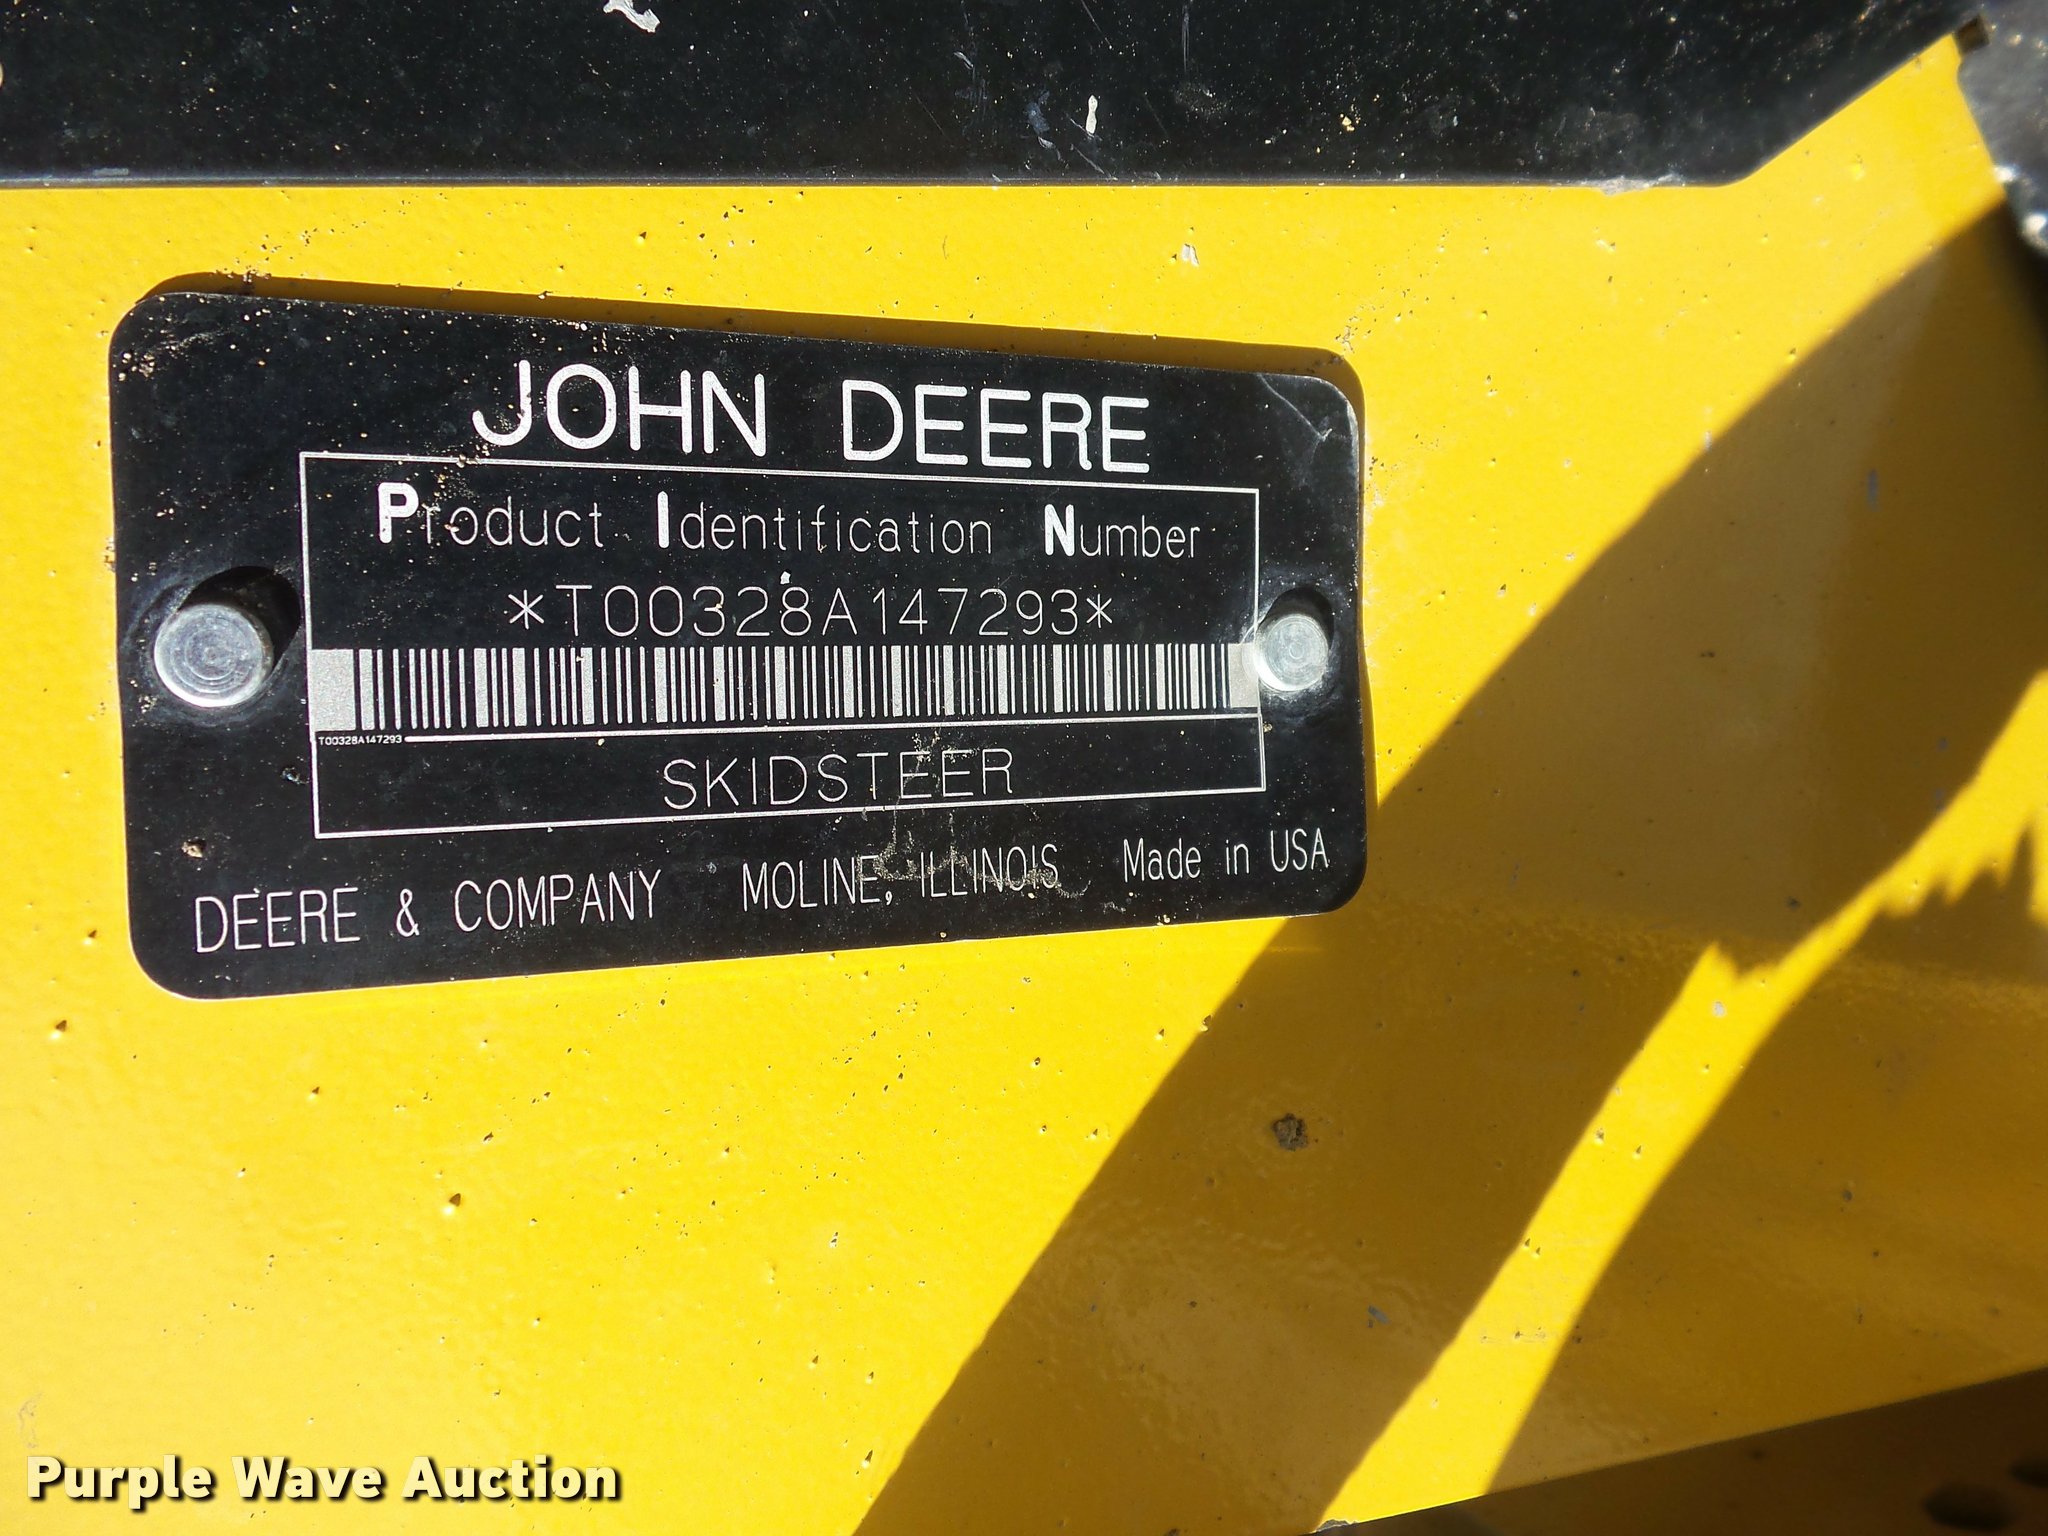 JOHN DEERE
Product Identification Number
*T00328A147293*
T00328A147293
SKIDSTEER
DEERE & COMPANY MOLINE, ILLINOIS Made in USA
Purple Wave Auction